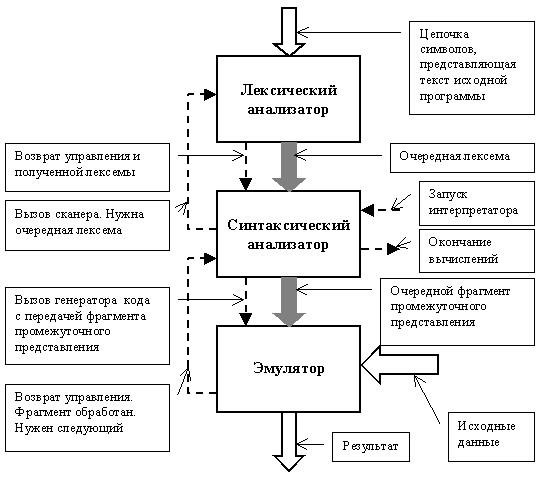 Цепочка
символов,
представляющая
текст исходной
программы
Лексический
анализатор
Возврат управления и
полученной лексемы
Очередная лексема
Вызов сканера. Нужна
очередная лексема
Синтаксический
анализатор
Запуск
интерпретатора
Окончание
вычислений
Вызов генератора кода
с передачей фрагмента
промежуточного
представления
Очередной фрагмент
промежуточного
представления
Эмулятор
Возврат управления.
Фрагмент обработан.
Нужен следующий
Исходные
данные
Результат